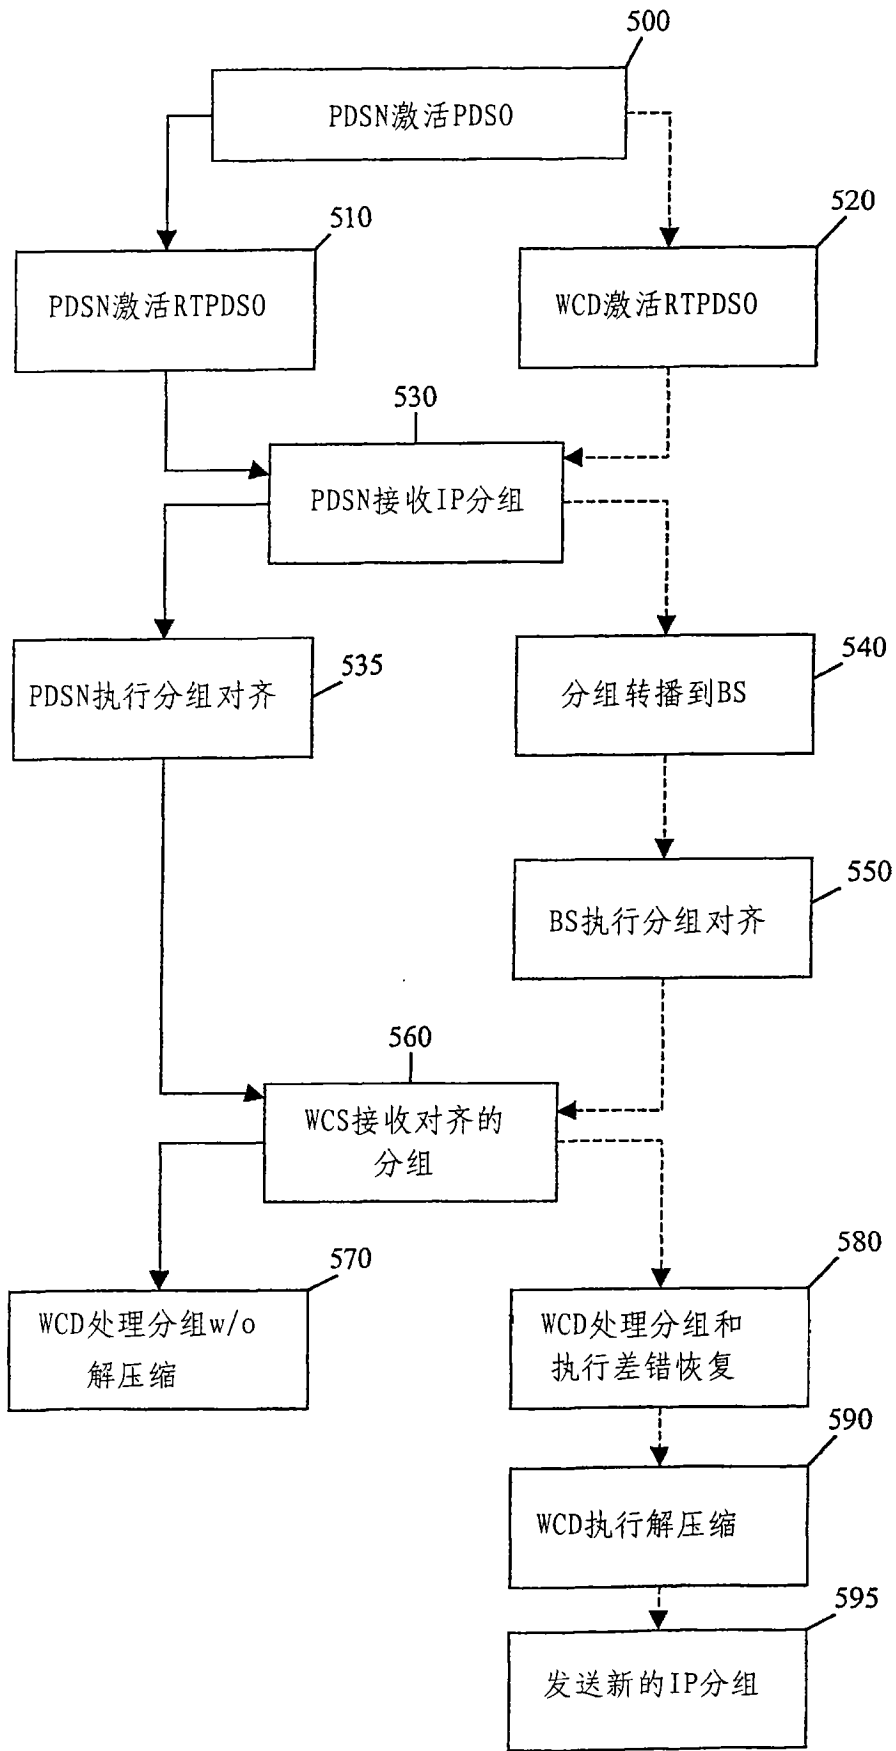 500
PDSN激活PDSO
510
520
PDSN激活RTPDSO
WCD激活RTPDSO
530
PDSN接收IP分组
535
540
PDSN执行分组对齐
分组转播到BS
550
BS执行分组对齐
560
WCS接收对齐的
分组
570
580
WCD处理分组w/o
解压缩
WCD处理分组和
执行差错恢复
590
WCD执行解压缩
595
发送新的IP分组